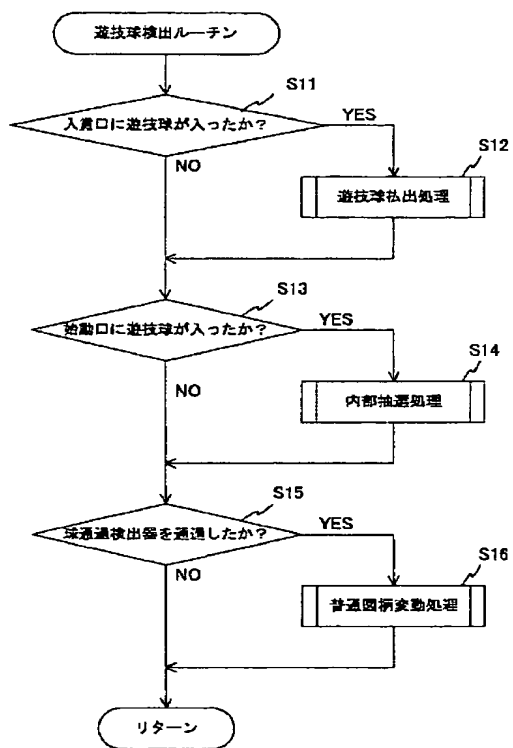 遊技球検出ルーチン
S11
入賞口に遊技球が入ったか？
YES
NO
S12
遊技球払出処理
S13
始動口に遊技球が入ったか？
YES
NO
S14
内部抽選処理
S15
球通過検出器を通過したか？
YES
NO
S16
普通図柄変動処理
リターン